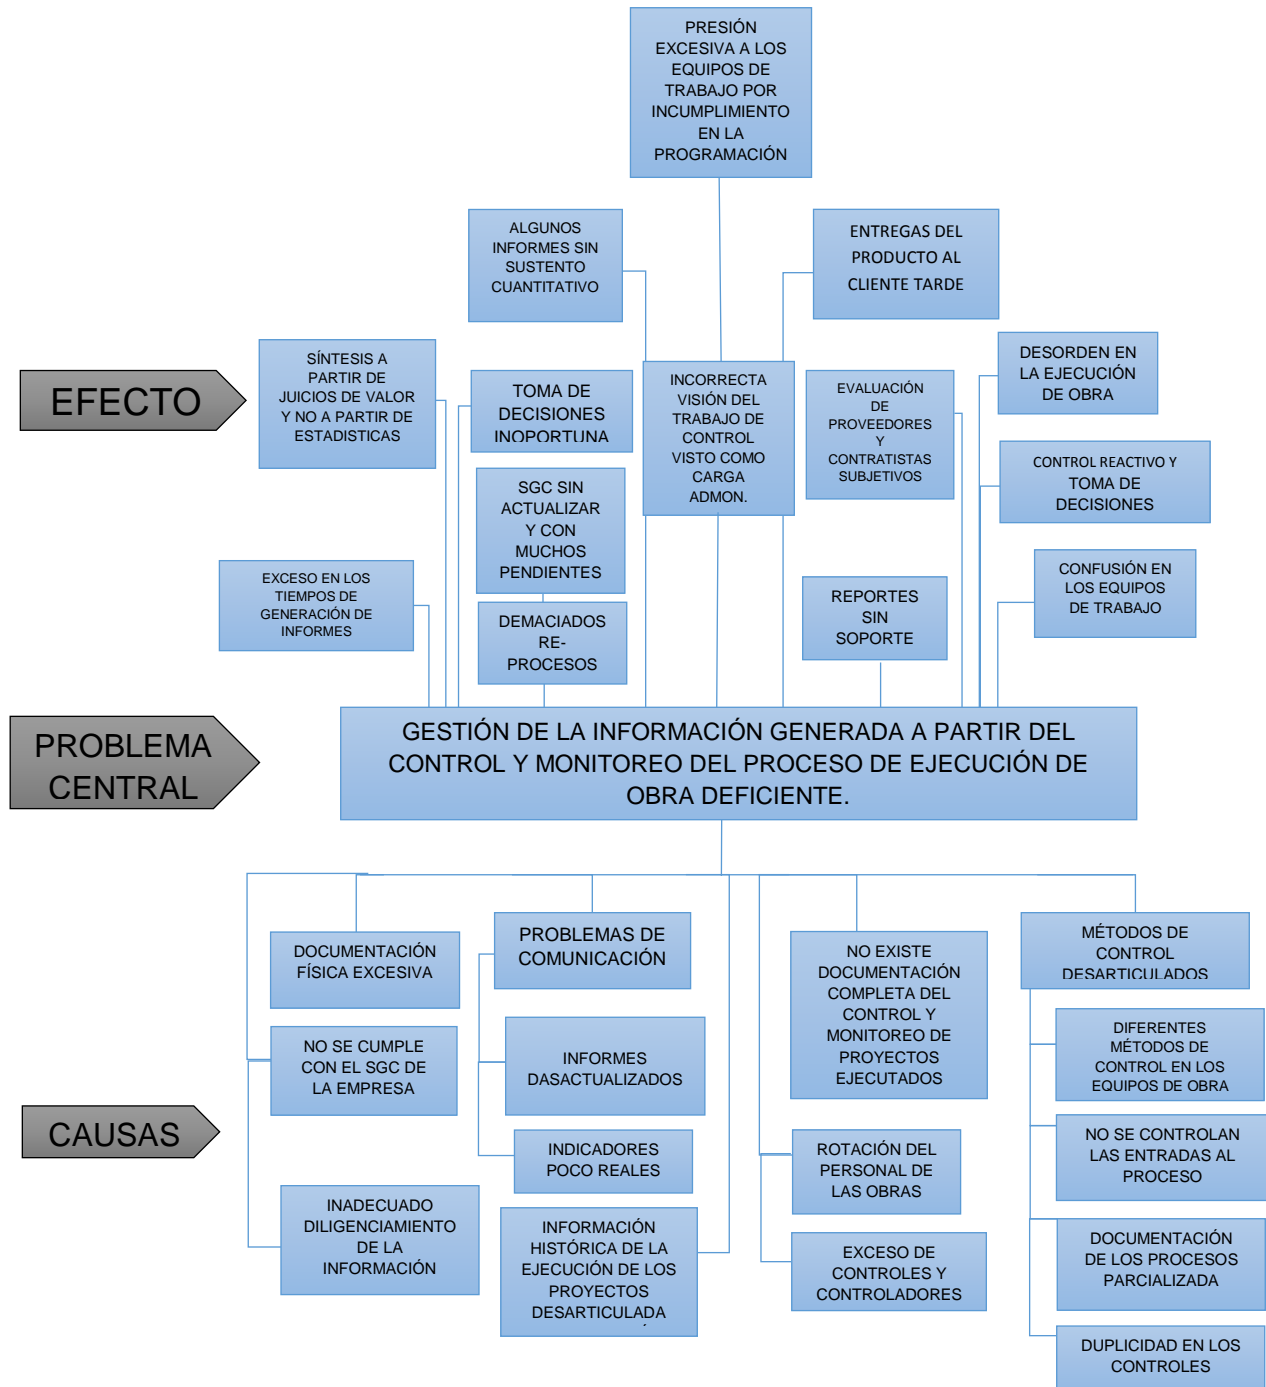 PRESIÓN
EXCESIVA A LOS
EQUIPOS DE
TRABAJO POR
INCUMPLIMIENTO
EN LA
PROGRAMACIÓN
ALGUNOS
INFORMES SIN
SUSTENTO
CUANTITATIVO
ENTREGAS DEL
PRODUCTO AL
CLIENTE TARDE
EFECTO
SÍNTESIS A
PARTIR DE
JUICIOS DE VALOR
Y NO A PARTIR DE
ESTADISTICAS
TOMA DE
DECISIONES
INOPORTUNA
INCORRECTA
VISIÓN DEL
TRABAJO DE
CONTROL
VISTO COMO
CARGA
ADMON.
EVALUACIÓN
DE
PROVEEDORES
Y
CONTRATISTAS
SUBJETIVOS
DESORDEN EN
LA EJECUCIÓN
DE OBRA
CONTROL REACTIVO Y
TOMA DE
DECISIONES
SGC SIN
ACTUALIZAR
Y CON
MUCHOS
PENDIENTES
EXCESO EN LOS
TIEMPOS DE
GENERACIÓN DE
INFORMES
DEMACIADOS
RE-
PROCESOS
REPORTES
SIN
SOPORTE
CONFUSIÓN EN
LOS EQUIPOS
DE TRABAJO
PROBLEMA
CENTRAL
GESTIÓN DE LA INFORMACIÓN GENERADA A PARTIR DEL
CONTROL Y MONITOREO DEL PROCESO DE EJECUCIÓN DE
OBRA DEFICIENTE.
CAUSAS
DOCUMENTACIÓN
FÍSICA EXCESIVA
NO SE CUMPLE
CON EL SGC DE
LA EMPRESA
INADECUADO
DILIGENCIAMIENTO
DE LA
INFORMACIÓN
PROBLEMAS DE
COMUNICACIÓN
INFORMES
DASACTUALIZADOS
INDICADORES
POCO REALES
INFORMACIÓN
HISTÓRICA DE LA
EJECUCIÓN DE LOS
PROYECTOS
DESARTICULADA
NO EXISTE
DOCUMENTACIÓN
COMPLETA DEL
CONTROL Y
MONITOREO DE
PROYECTOS
EJECUTADOS
ROTACIÓN DEL
PERSONAL DE
LAS OBRAS
EXCESO DE
CONTROLES Y
CONTROLADORES
MÉTODOS DE
CONTROL
DESARTICULADOS
DIFERENTES
MÉTODOS DE
CONTROL EN LOS
EQUIPOS DE OBRA
NO SE CONTROLAN
LAS ENTRADAS AL
PROCESO
DOCUMENTACIÓN
DE LOS PROCESOS
PARCIALIZADA
DUPLICIDAD EN LOS
CONTROLES